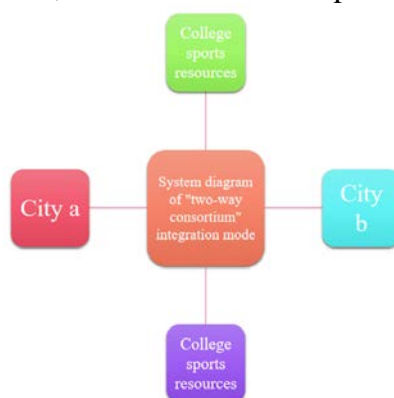 College
sports
resources
City a
System diagram
of "two-way
consortium"
integration mode
City
b
College
sports
resources